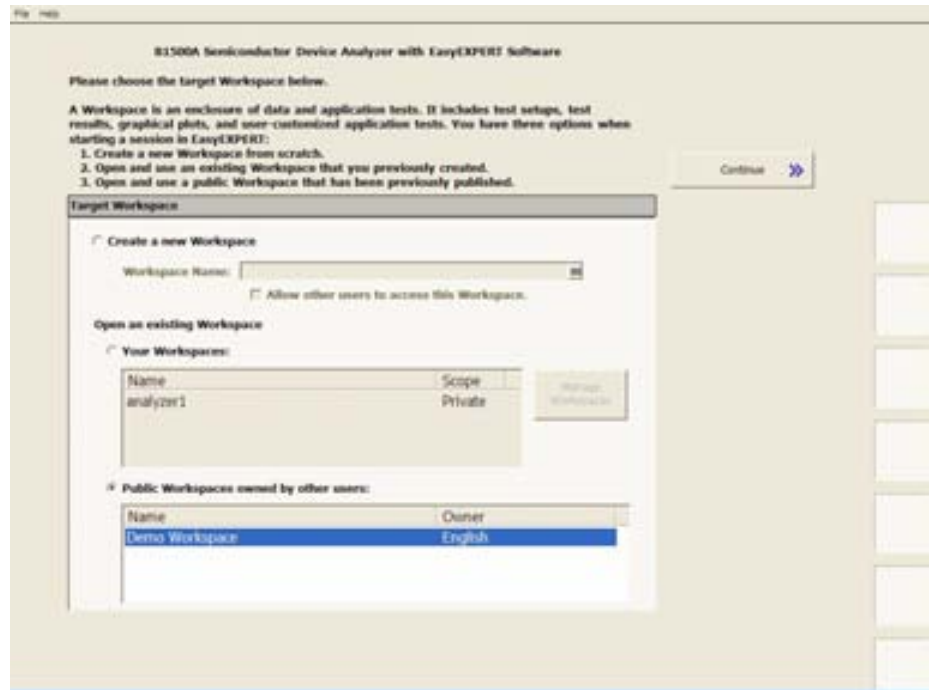 File Help
B1500A Semiconductor Device Analyzer with EasyEXPERT Software
Please choose the target Workspace below.
A Workspace is an enclosure of data and application tests. It includes test setups, test
results, graphical plots, and user-customized application tests. You have three options when
starting a session in EasyEXPERT:
1. Create a new Workspace from scratch.
2. Open and use an existing Workspace that you previously created.
3. Open and use a public Workspace that has been previously published.
Continue
Target Workspace
Create a new Workspace
Workspace Name:
Allow other users to access this Workspace.
Open an existing Workspace
Your Workspaces:
Name Scope
analyzer1 Private
Manage
Workspaces
Public Workspaces owned by other users:
Name Owner
Demo Workspace English